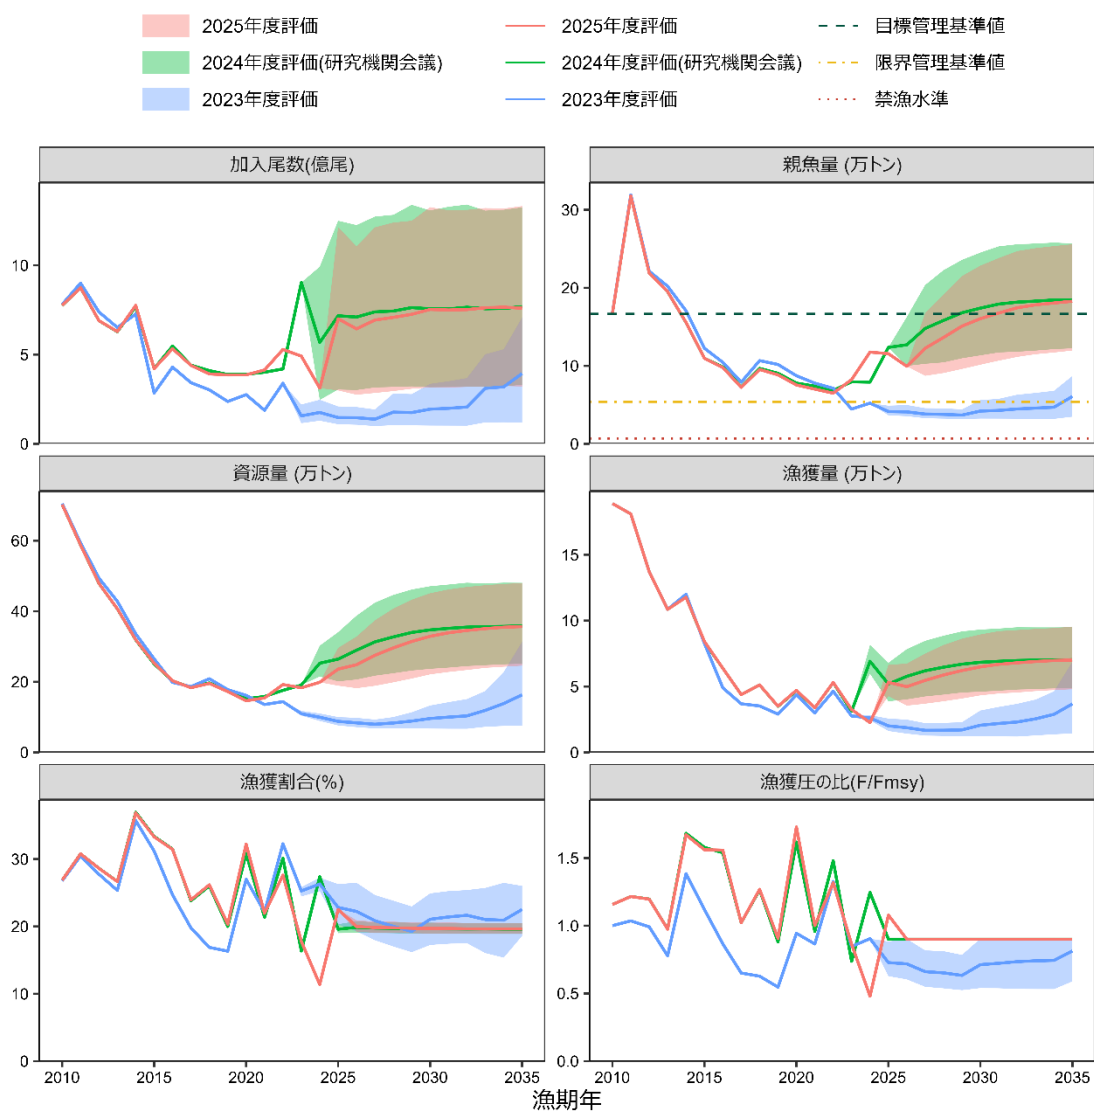 2025年度評価 2025年度評価 目標管理基準値
2024年度評価(研究機関会議) 2024年度評価(研究機関会議) 限界管理基準値
2023年度評価 2023年度評価 禁漁水準
加入尾数(億尾) 親魚量 (万トン)
10
5
0
30
20
10
0
資源量 (万トン) 漁獲量 (万トン)
60
40
20
0
15
10
5
0
漁獲割合(%) 漁獲圧の比(F/Fmsy)
30
20
10
0
1.5
1.0
0.5
0.0
2010 2015 2020 2025 2030 2035 2010 2015 2020 2025 2030 2035
漁期年